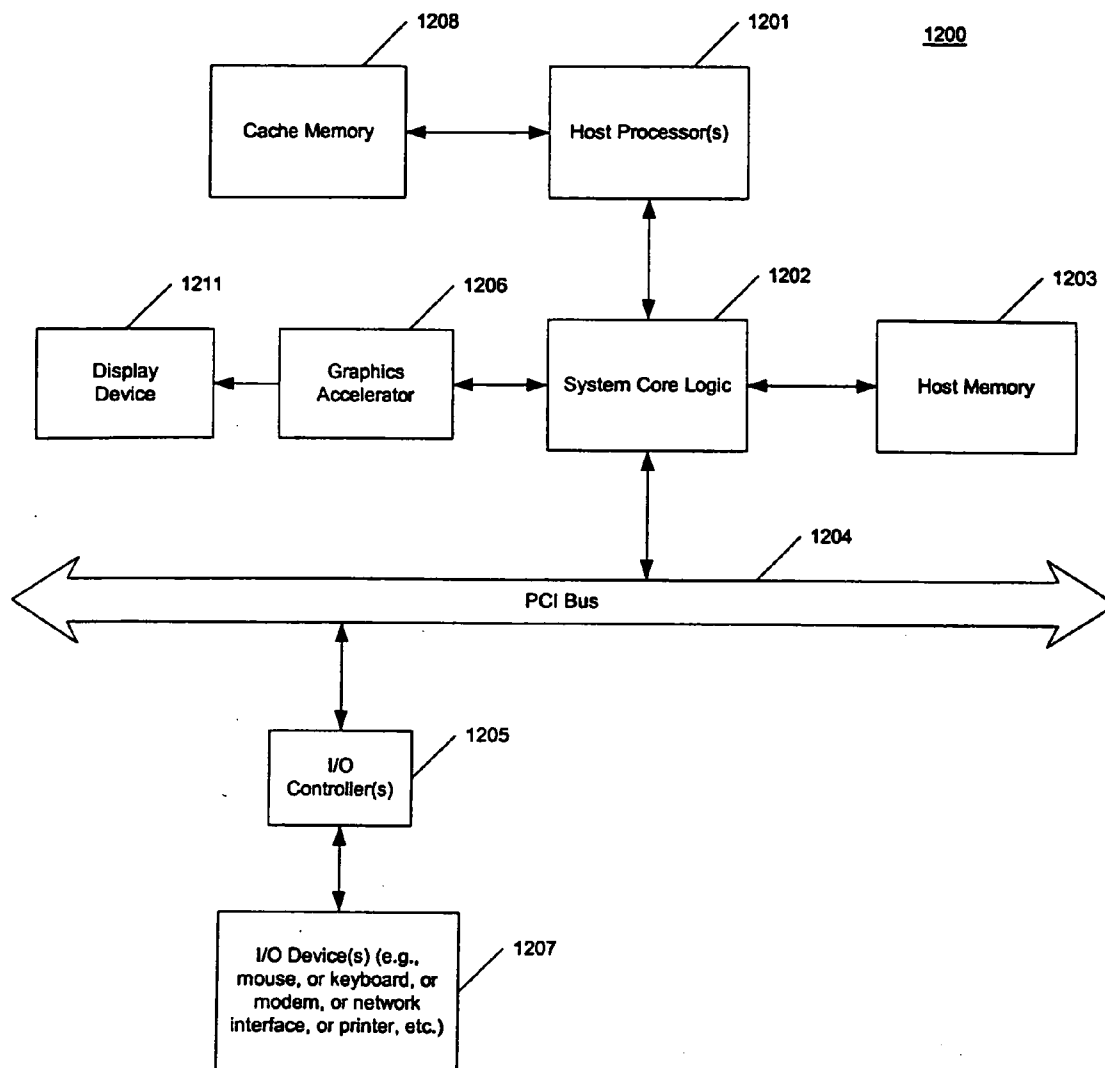 1208
1201
1200
Cache Memory
Host Processor(s)
1211
1206
1202
1203
Display
Device
Graphics
Accelerator
System Core Logic
Host Memory
1204
PCI Bus
1205
I/O
Controller(s)
1207
I/O Device(s) (e.g.,
mouse, or keyboard, or
modem, or network
interface, or printer, etc.)